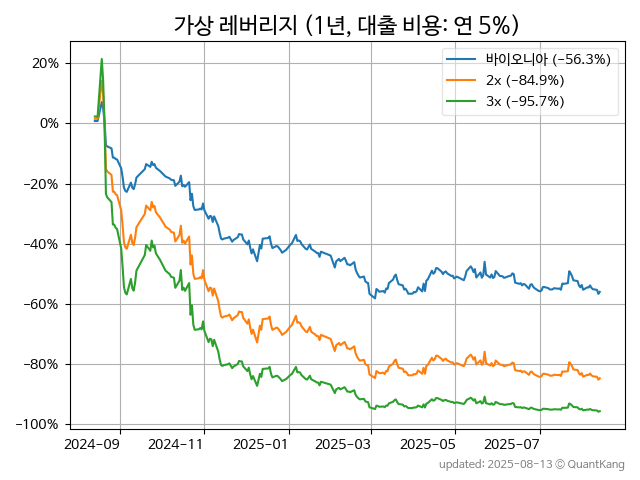 가상 레버리지 (1년, 대출 비용: 연 5%)
바이오니아 (−56.3%)
2x (−84.9%)
3x (−95.7%)
20%
0%
−20%
−40%
−60%
−80%
−100%
2024-09 2024-11 2025-01 2025-03 2025-05 2025-07
updated: 2025-08-13 © QuantKang